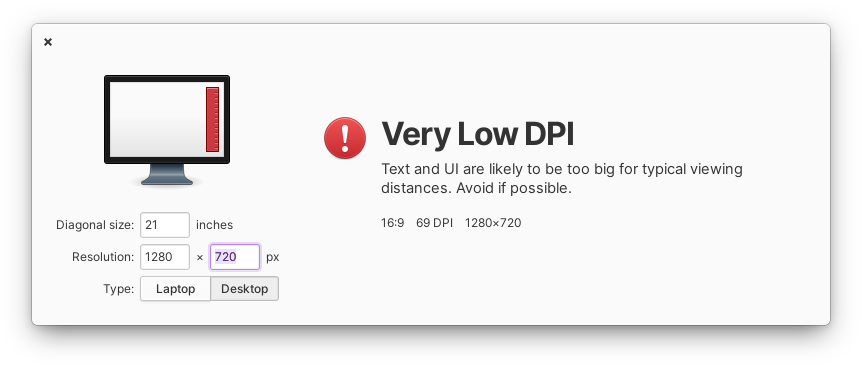 Diagonal size: 21 inches
Resolution: 1280 × 720 px
Type: Laptop Desktop
Very Low DPI
Text and UI are likely to be too big for typical viewing
distances. Avoid if possible.
16:9 69 DPI 1280×720